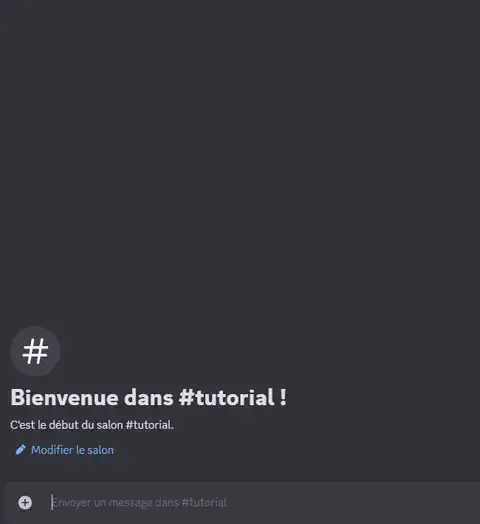 #
Bienvenue dans #tutorial !
C'est le début du salon #tutorial.
Modifier le salon
Envoyer un message dans #tutorial